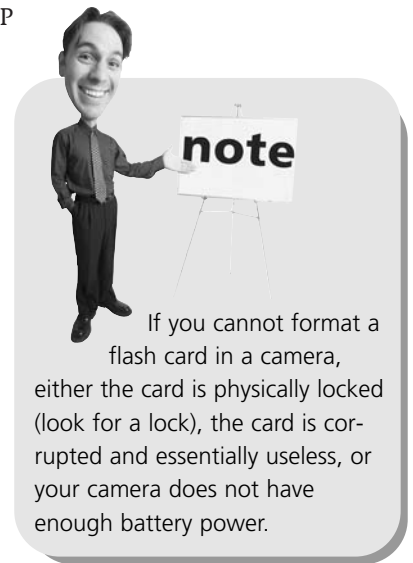 P
note
If you cannot format a
flash card in a camera,
either the card is physically locked
(look for a lock), the card is cor-
rupted and essentially useless, or
your camera does not have
enough battery power.